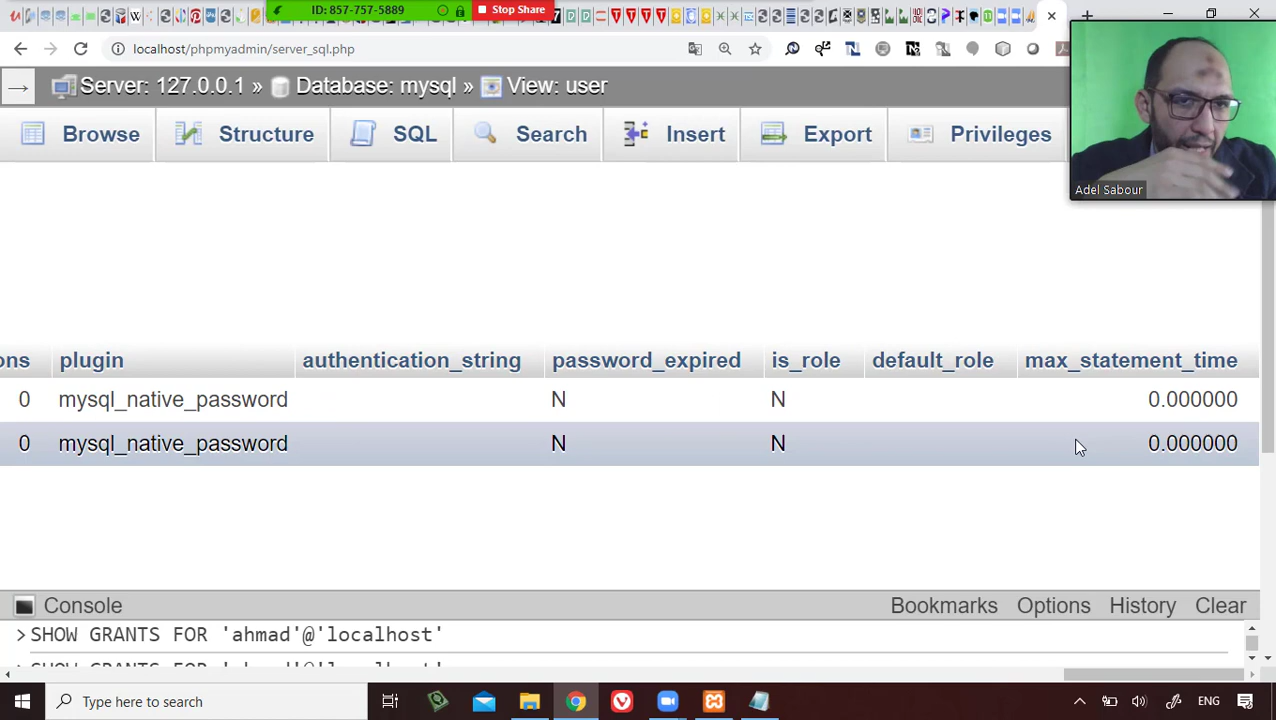 ID: 857-757-5889
Stop Share
localhost/phpmyadmin/server_sql.php
Server: 127.0.0.1 » Database: mysql » View: user
Browse Structure SQL Search Insert Export Privileges
Adel Sabour
ons plugin authentication_string password_expired is_role default_role max_statement_time
0 mysql_native_password N N 0.000000
0 mysql_native_password N N 0.000000
Console Bookmarks Options History Clear
>SHOW GRANTS FOR 'ahmad'@'localhost'
Type here to search
ENG